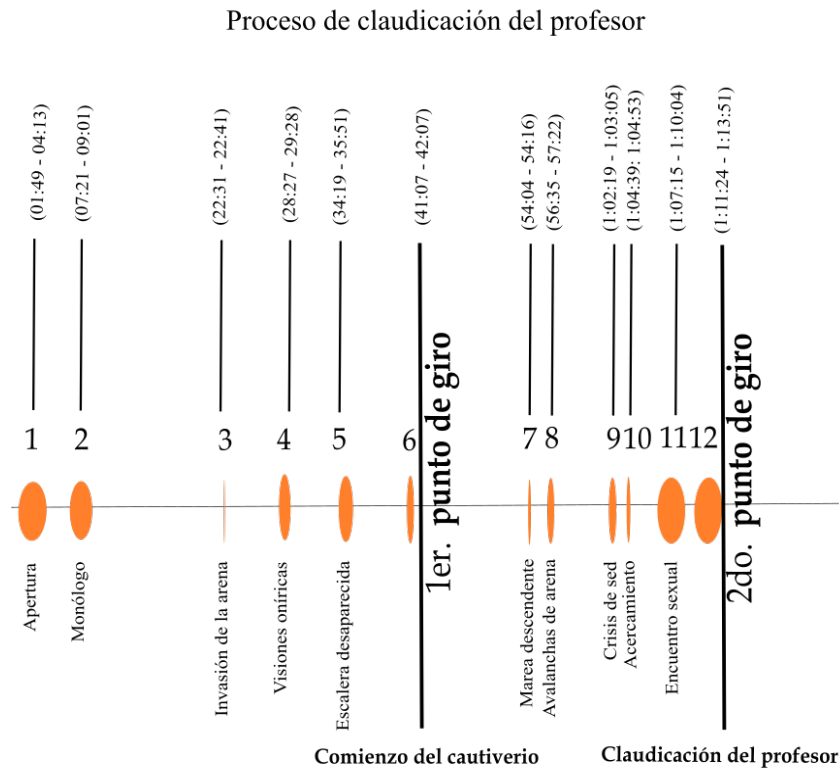 Proceso de claudicación del profesor
(01:49 - 04:13)
(07:21 - 09:01)
(22:31 - 22:41)
(28:27 - 29:28)
(34:19 - 35:51)
(41:07 - 42:07)
(54:04 - 54:16)
(56:35 - 57:22)
(1:02:19 - 1:03:05)
(1:04:39: 1:04:53)
(1:07:15 - 1:10:04)
(1:11:24 - 1:13:51)
1
2
3
4
5
6
7
8
9
10
11
12
1er. punto de giro
2do. punto de giro
Apertura
Monólogo
Invasión de la arena
Visiones oníricas
Escalera desaparecida
Marea descendente
Avalanchas de arena
Crisis de sed
Acercamiento
Encuentro sexual
Comienzo del cautiverio
Claudicación del profesor